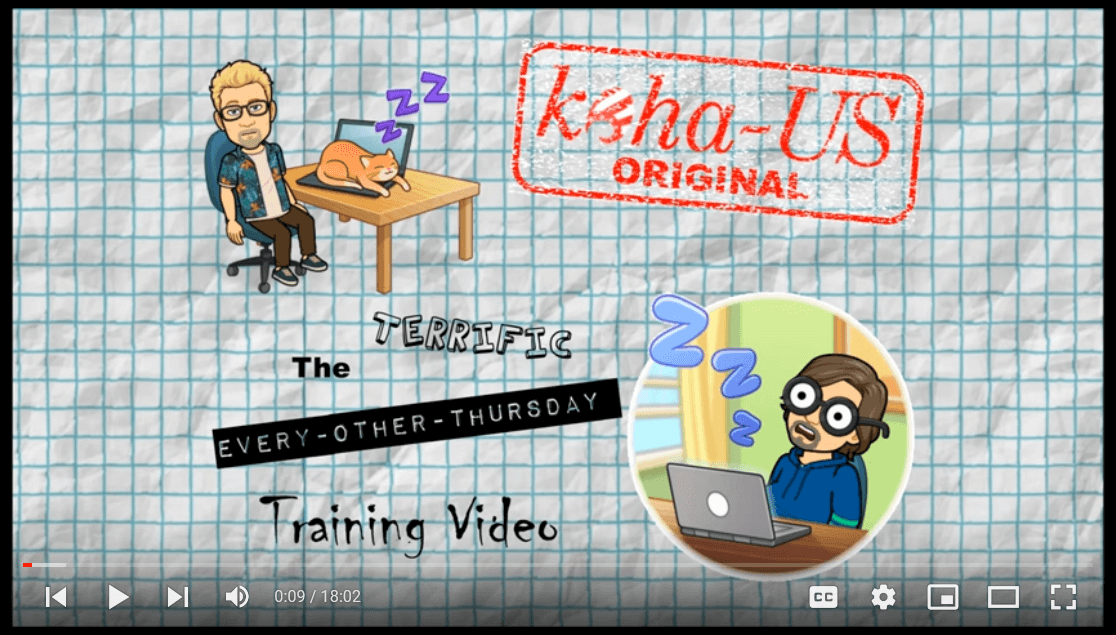 Z Z Z
koha-US
ORIGINAL
TERRIFIC
The
EVERY-OTHER-THURSDAY
Training Video
Z
Z
Z
0:09 / 18:02
CC